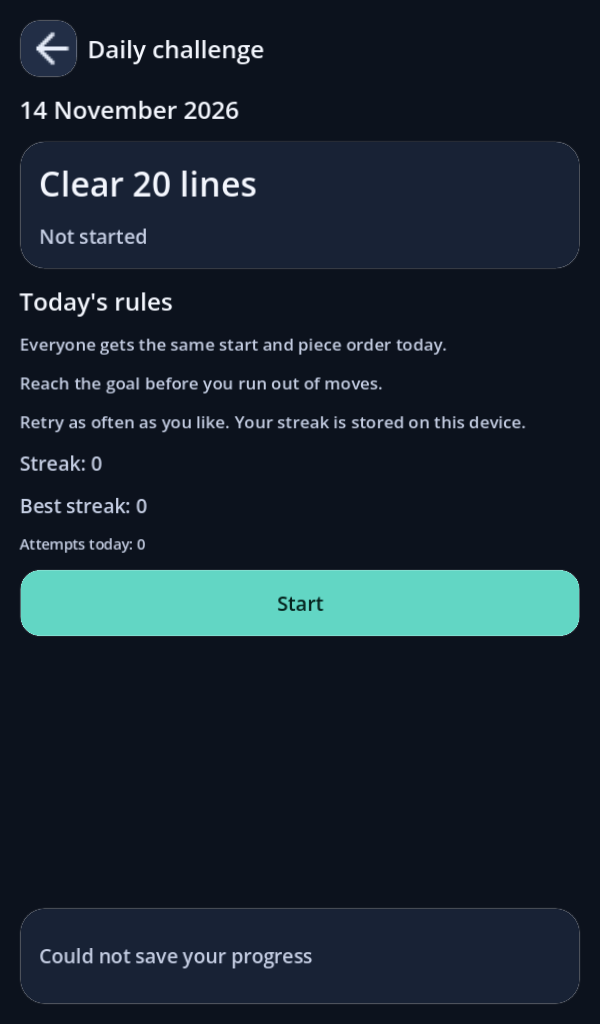 Daily challenge
14 November 2026
Clear 20 lines
Not started
Today's rules
Everyone gets the same start and piece order today.
Reach the goal before you run out of moves.
Retry as often as you like. Your streak is stored on this device.
Streak: 0
Best streak: 0
Attempts today: 0
Start
Could not save your progress